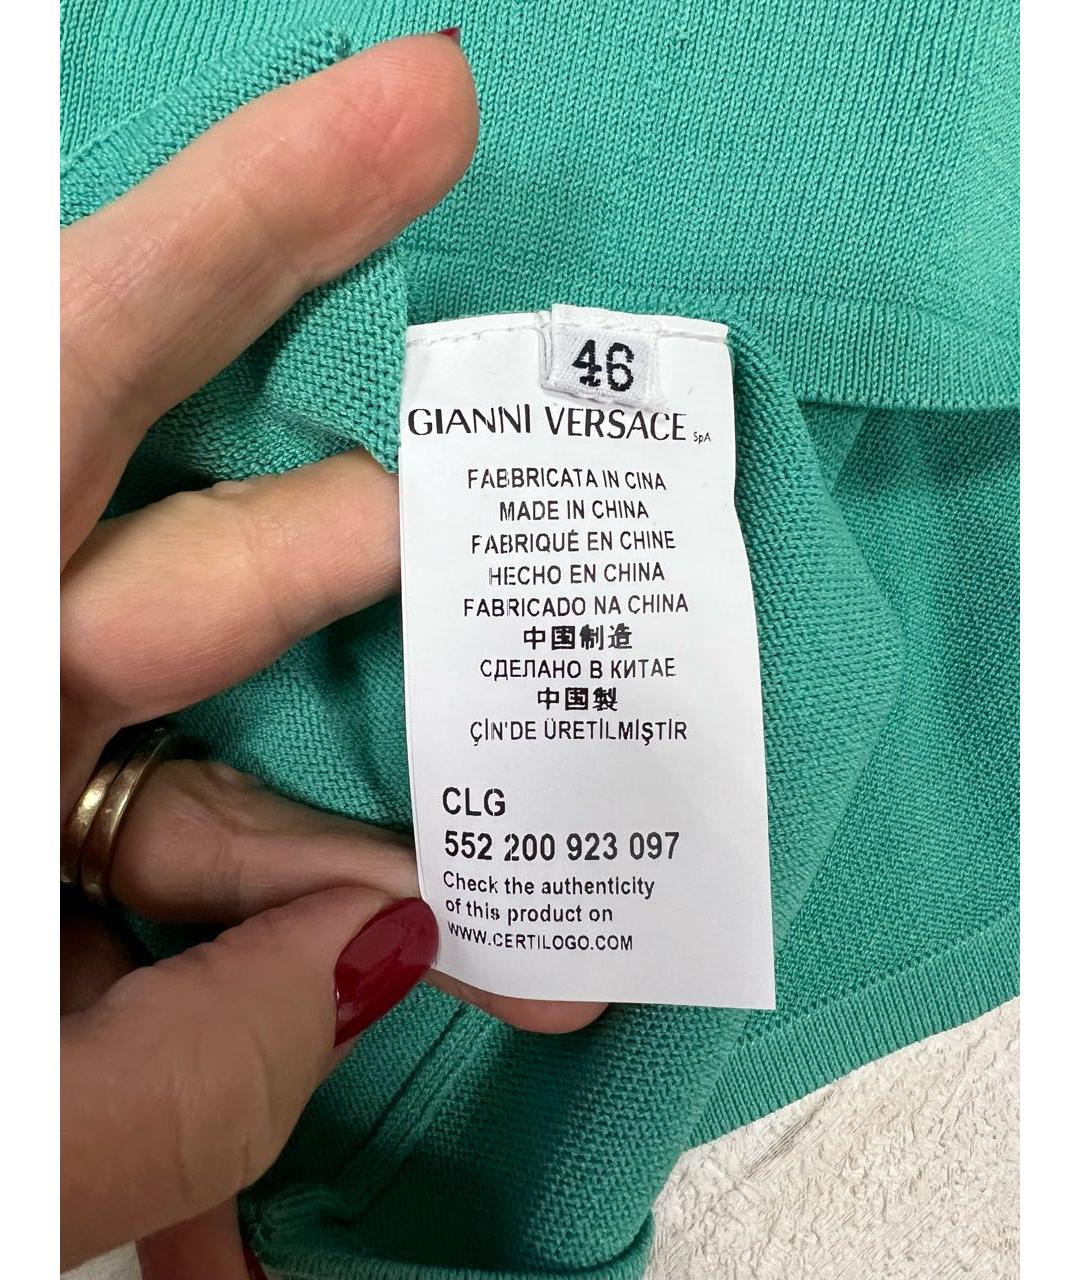 46
GIANNI VERSACE SpA
FABBRICATA IN CINA
MADE IN CHINA
FABRIQUÉ EN CHINE
HECHO EN CHINA
FABRICADO NA CHINA
中国制造
СДЕЛАНО В КИТАЕ
中国製
ÇİN'DE ÜRETİLMİŞTİR
CLG
552 200 923 097
Check the authenticity
of this product on
WWW.CERTILOGO.COM